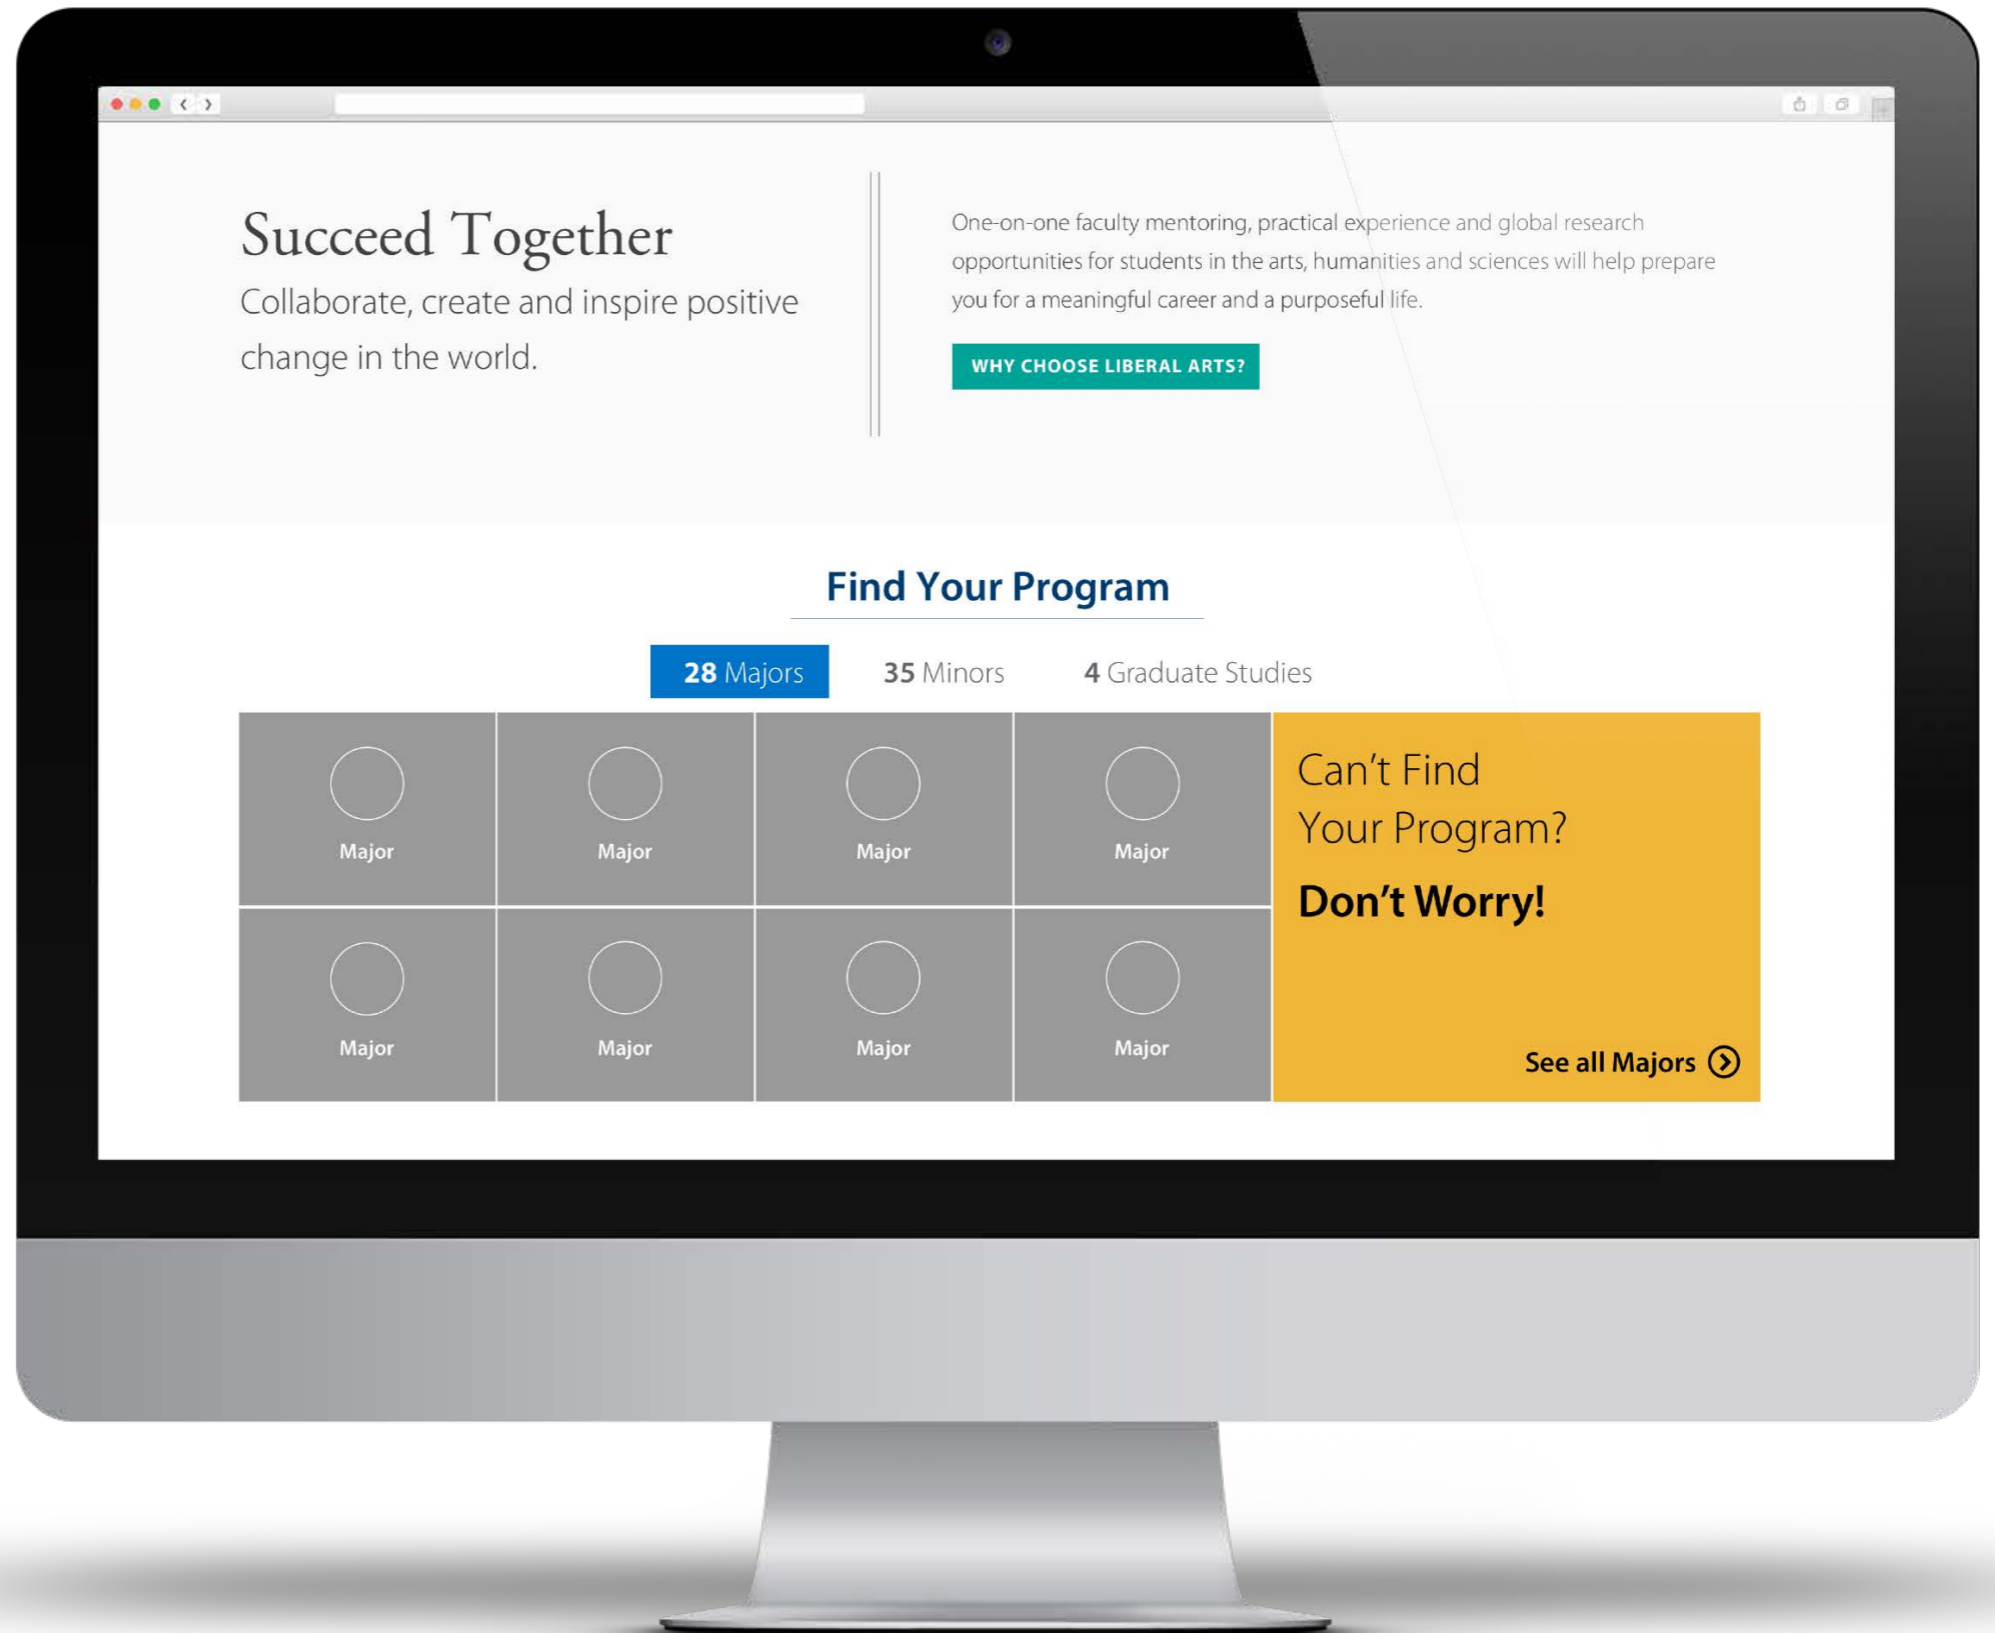 Succeed Together
Collaborate, create and inspire positive
change in the world.
One-on-one faculty mentoring, practical experience and global research
opportunities for students in the arts, humanities and sciences will help prepare
you for a meaningful career and a purposeful life.
WHY CHOOSE LIBERAL ARTS?
Find Your Program
28 Majors
35 Minors
4 Graduate Studies
Major
Major
Major
Major
Major
Major
Major
Major
Can't Find
Your Program?
Don't Worry!
See all Majors